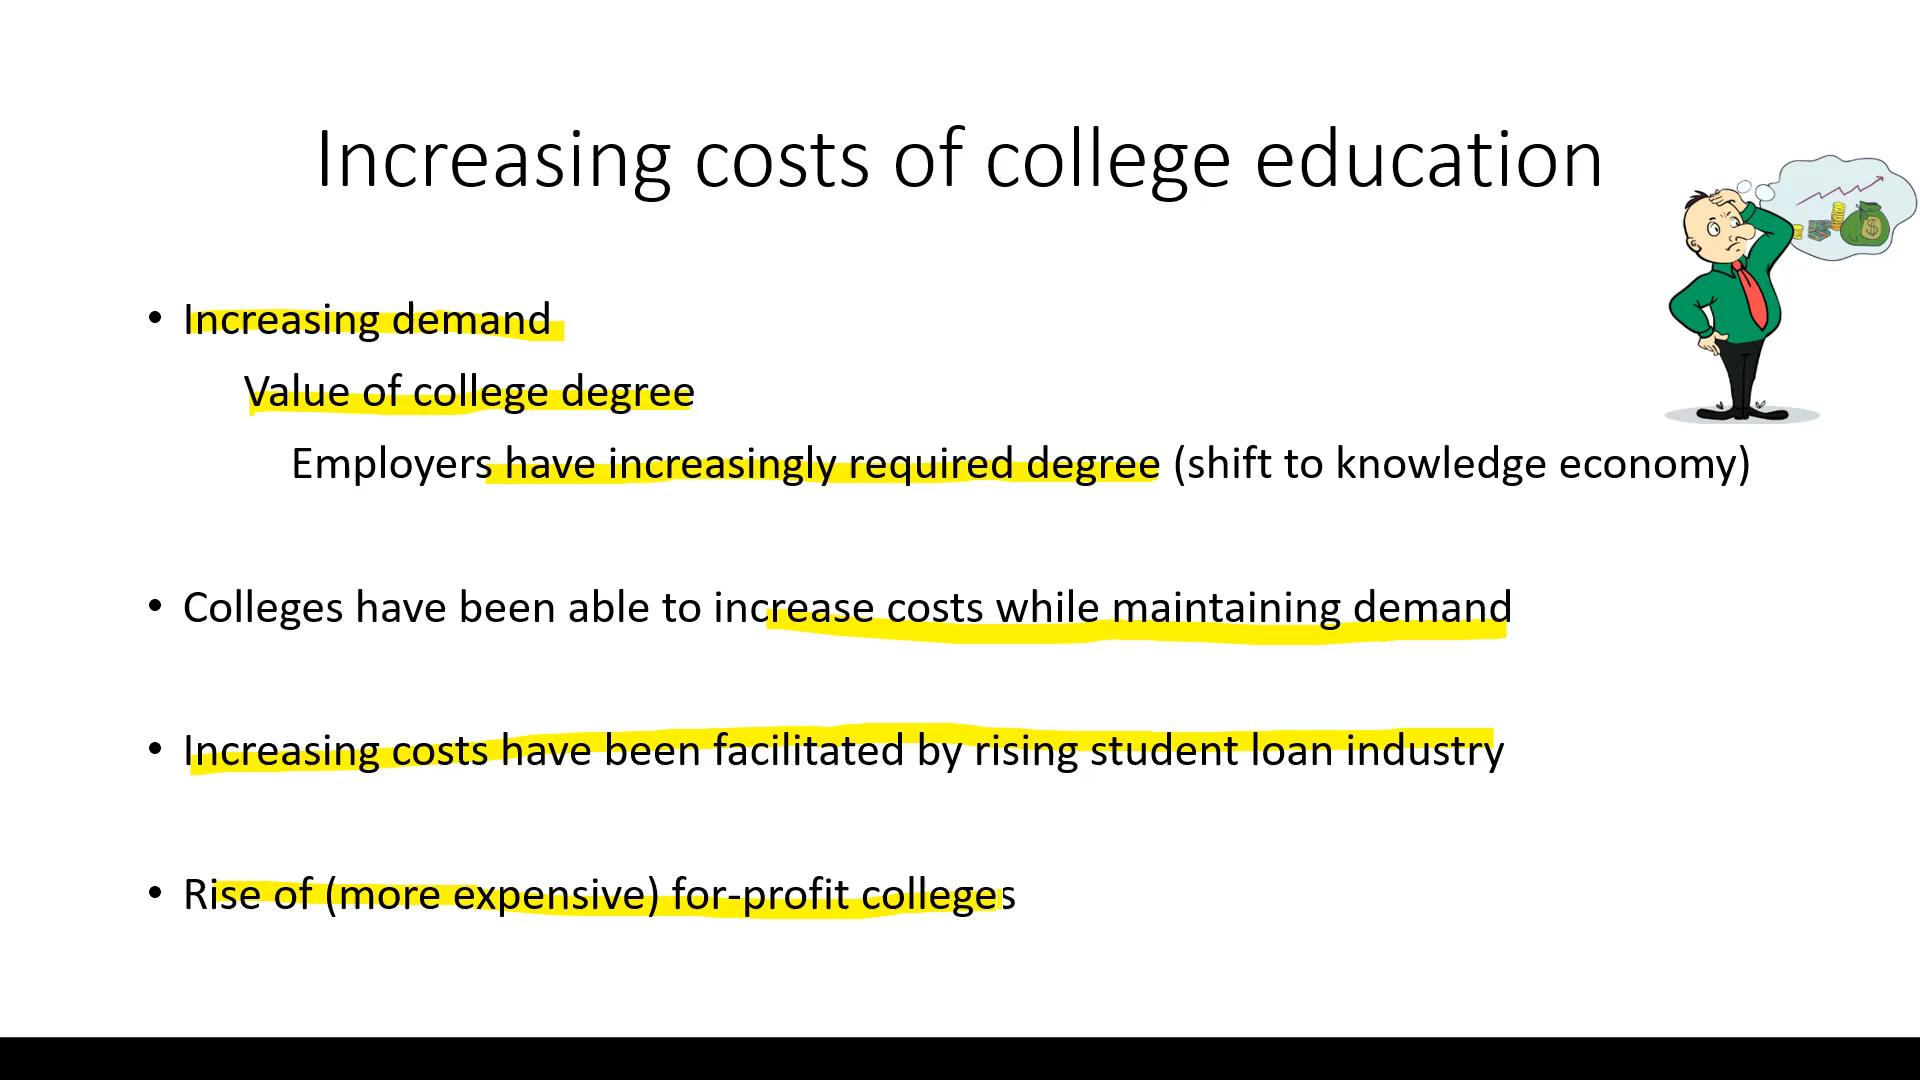 Increasing costs of college education
• Increasing demand
Value of college degree
Employers have increasingly required degree (shift to knowledge economy)
• Colleges have been able to increase costs while maintaining demand
• Increasing costs have been facilitated by rising student loan industry
• Rise of (more expensive) for-profit colleges
$